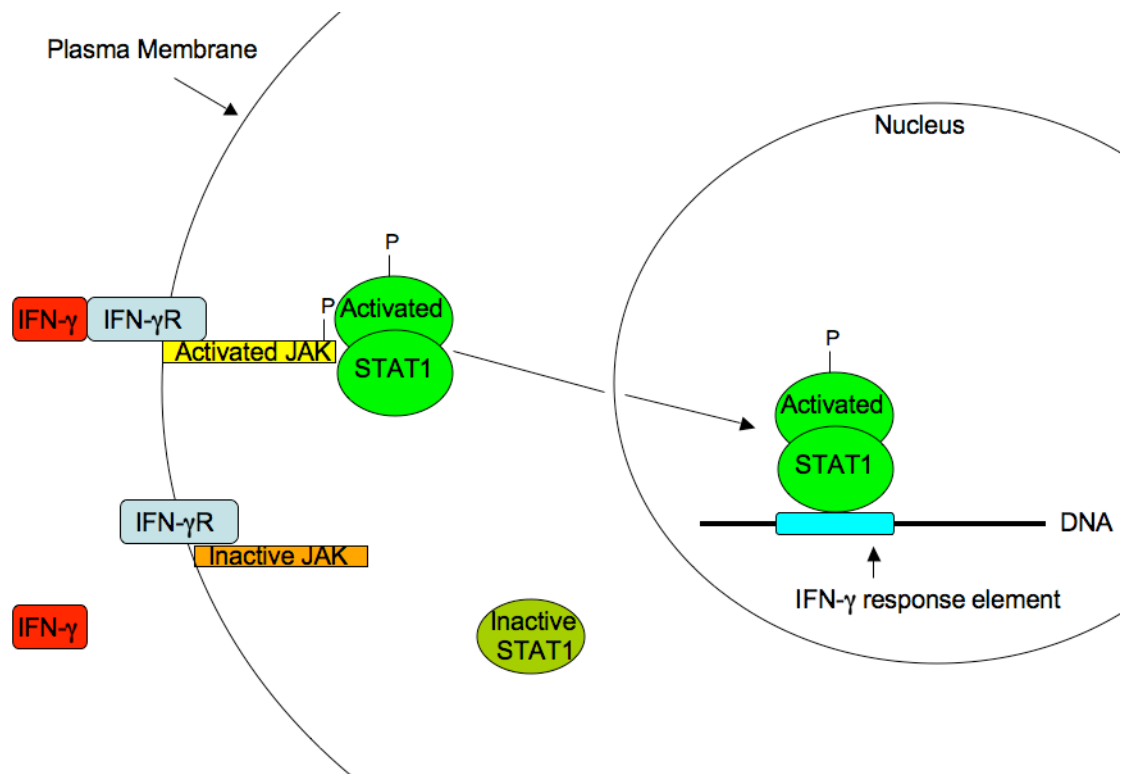 Plasma Membrane
Nucleus
P
P
Activated
STAT1
IFN-γ
IFN-γR
Activated JAK
P
Activated
STAT1
DNA
IFN-γ response element
IFN-γR
Inactive JAK
IFN-γ
Inactive
STAT1